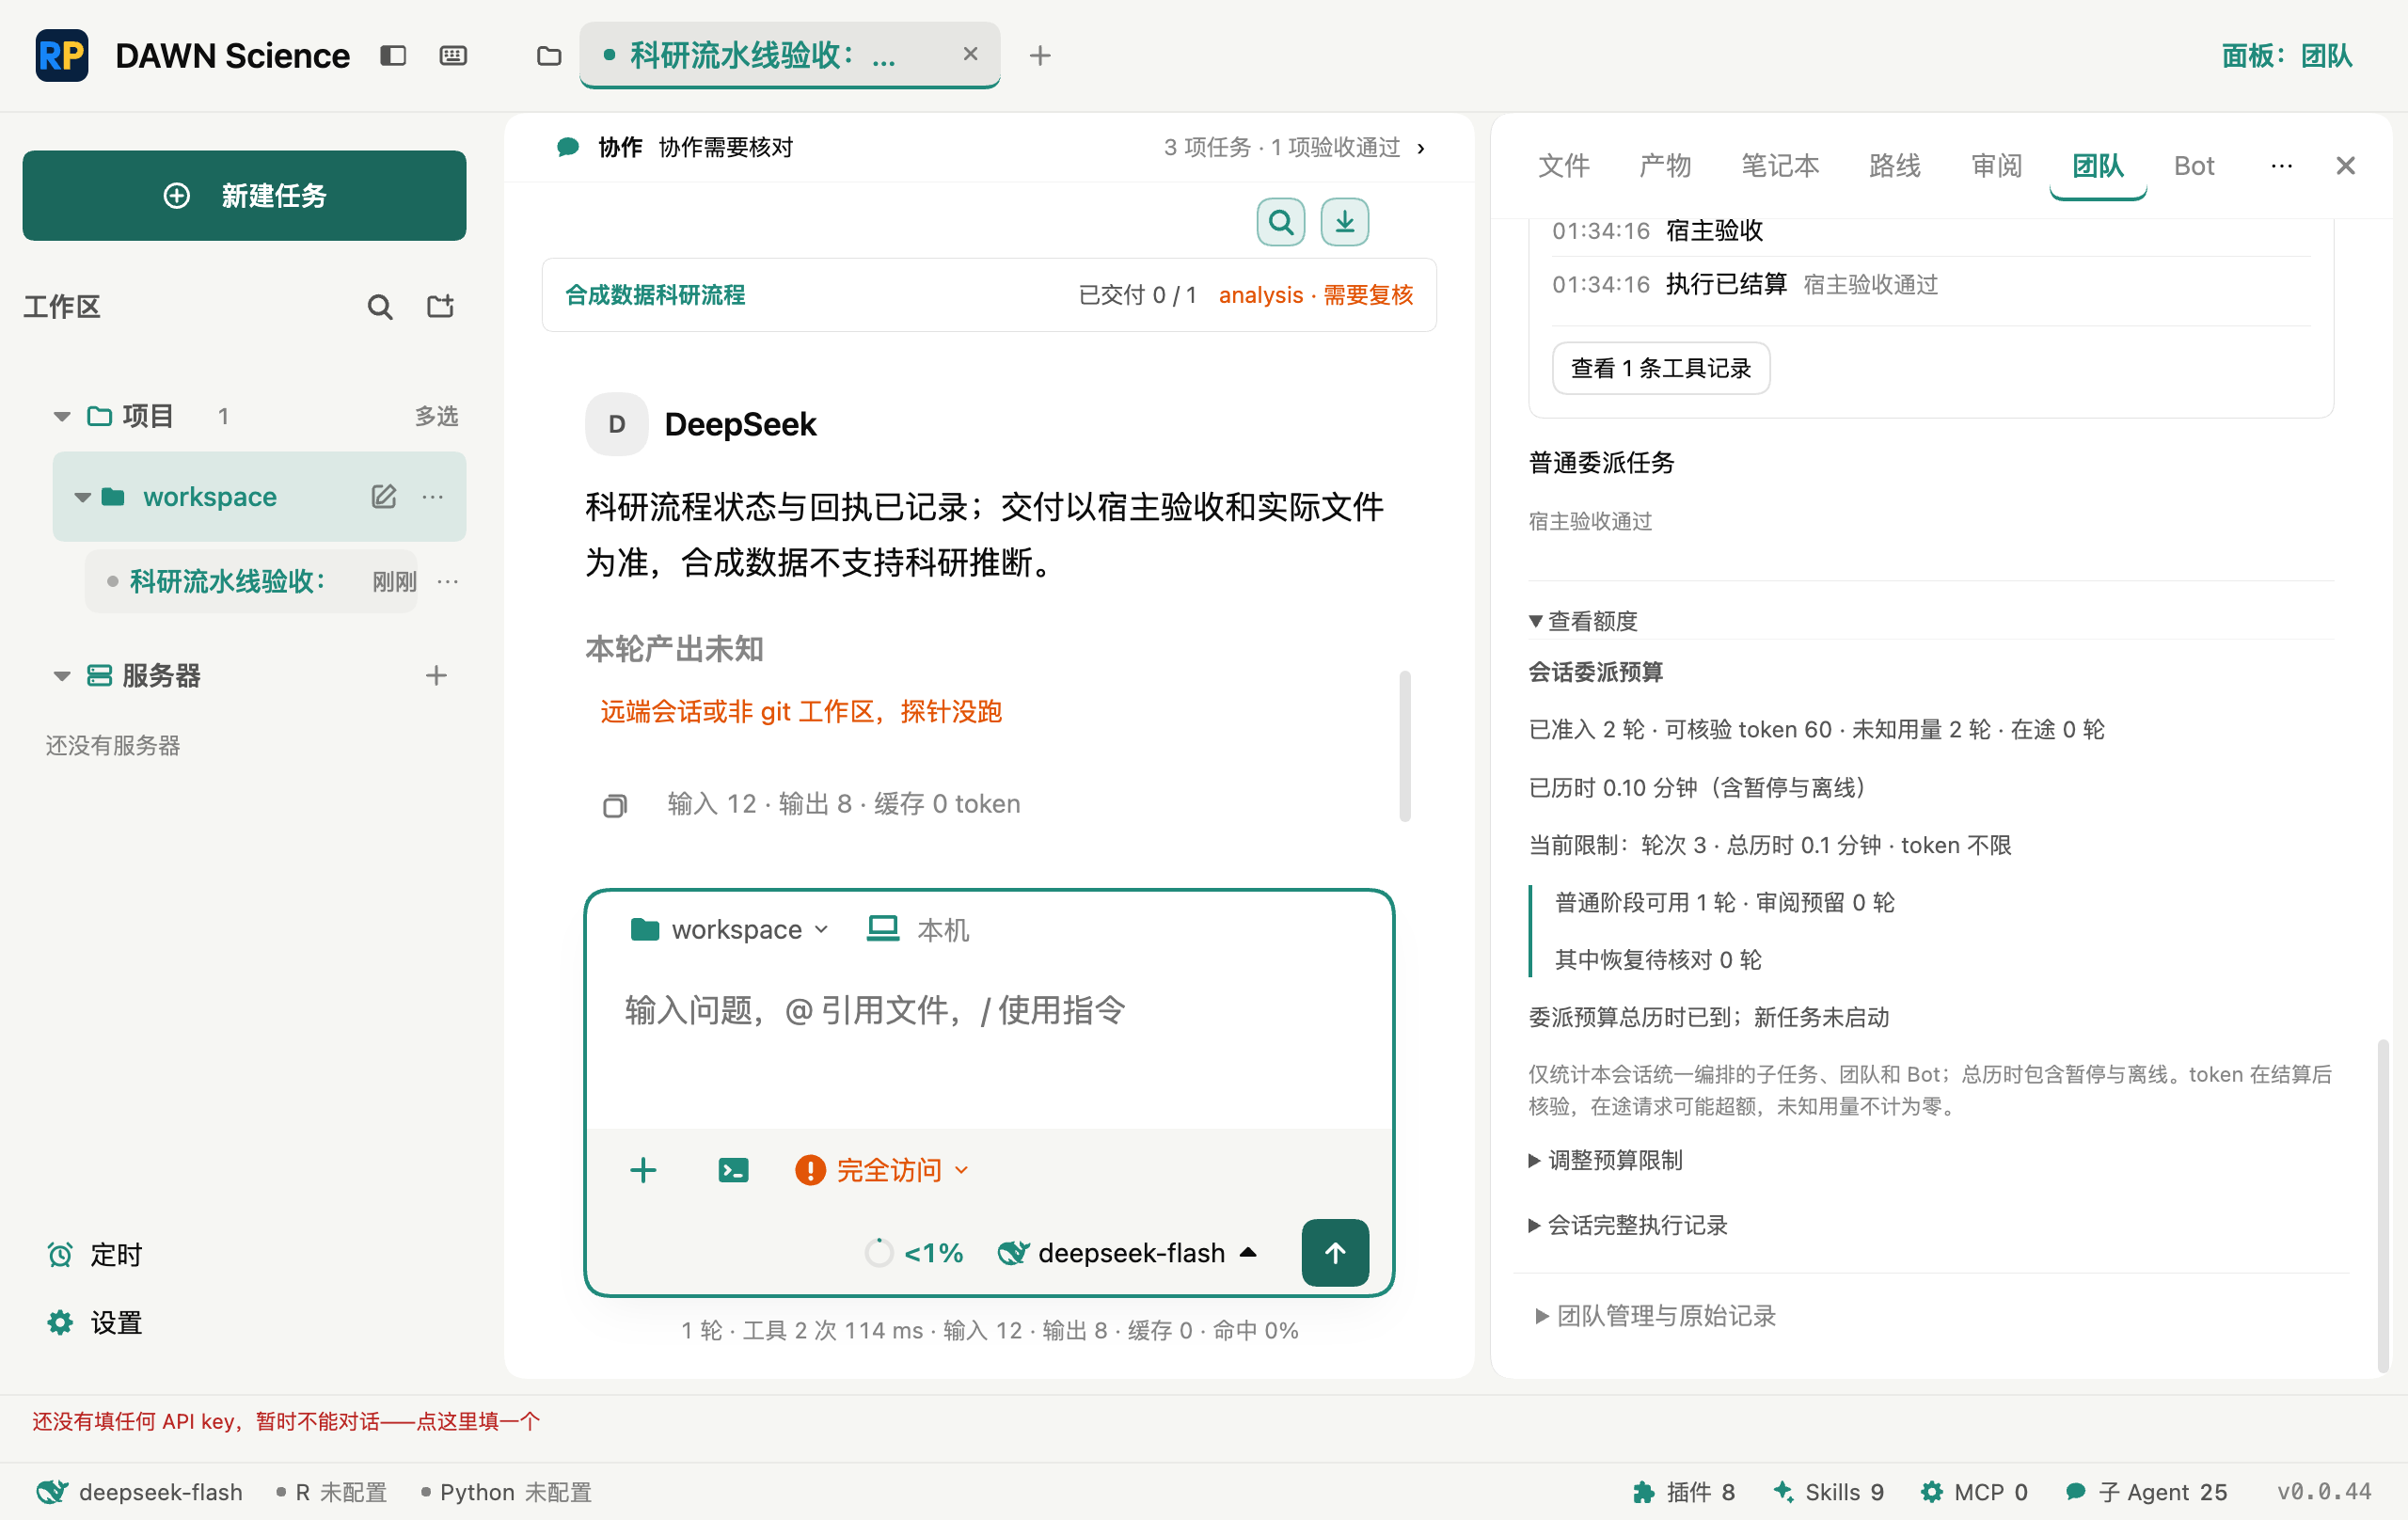 RP DAWN Science
科研流水线验收：...
面板：团队
新建任务
工作区
项目 1 多选
workspace
科研流水线验收： 刚刚
服务器
还没有服务器
定时
设置
协作 协作需要核对 3 项任务 · 1 项验收通过 ›
合成数据科研流程 已交付 0 / 1 analysis · 需要复核
D DeepSeek
科研流程状态与回执已记录；交付以宿主验收和实际文件
为准，合成数据不支持科研推断。
本轮产出未知
远端会话或非 git 工作区，探针没跑
输入 12 · 输出 8 · 缓存 0 token
workspace 本机
输入问题，@ 引用文件，/ 使用指令
完全访问
<1% deepseek-flash
1 轮 · 工具 2 次 114 ms · 输入 12 · 输出 8 · 缓存 0 · 命中 0%
文件 产物 笔记本 路线 审阅 团队 Bot ...
01:34:16 宿主验收
01:34:16 执行已结算 宿主验收通过
查看 1 条工具记录
普通委派任务
宿主验收通过
查看额度
会话委派预算
已准入 2 轮 · 可核验 token 60 · 未知用量 2 轮 · 在途 0 轮
已历时 0.10 分钟（含暂停与离线）
当前限制：轮次 3 · 总历时 0.1 分钟 · token 不限
普通阶段可用 1 轮 · 审阅预留 0 轮
其中恢复待核对 0 轮
委派预算总历时已到；新任务未启动
仅统计本会话统一编排的子任务、团队和 Bot；总历时包含暂停与离线。token 在结算后
核验，在途请求可能超额，未知用量不计为零。
调整预算限制
会话完整执行记录
团队管理与原始记录
还没有填任何 API key，暂时不能对话——点这里填一个
deepseek-flash R 未配置 Python 未配置
插件 8 Skills 9 MCP 0 子 Agent 25 v0.0.44